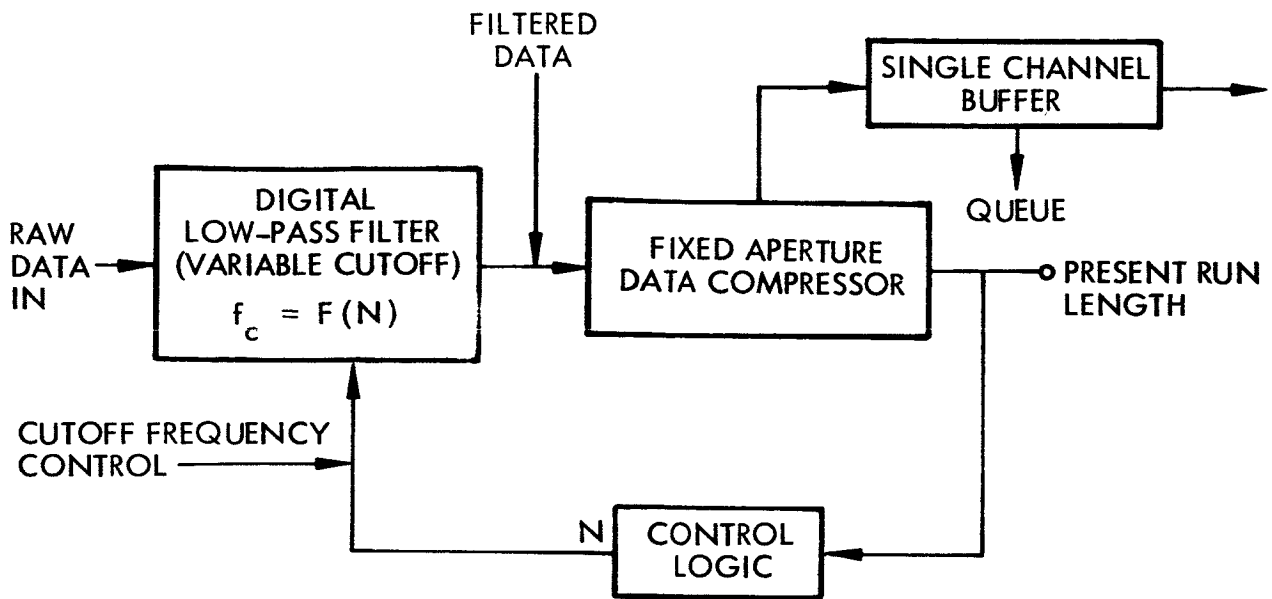 FILTERED
DATA
SINGLE CHANNEL
BUFFER
QUEUE
RAW
DATA
IN
DIGITAL
LOW-PASS FILTER
(VARIABLE CUTOFF)
f_c = F(N)
FIXED APERTURE
DATA COMPRESSOR
PRESENT RUN
LENGTH
CUTOFF FREQUENCY
CONTROL
N
CONTROL
LOGIC